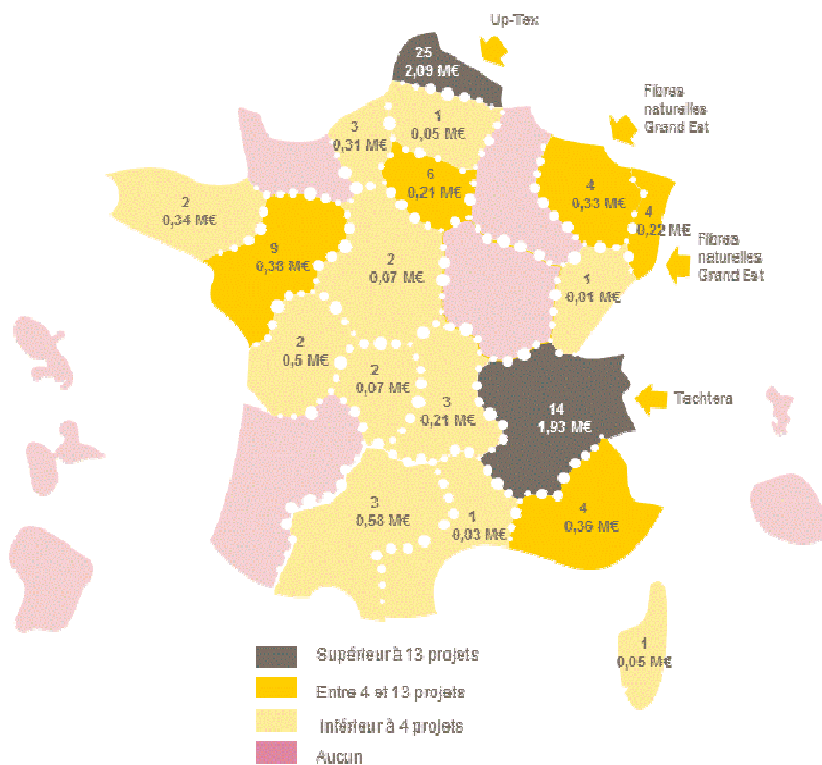 Up-Tex
25
2,09 M€
Fibres
naturelles
Grand Est
1
0,05 M€
3
0,31 M€
6
0,21 M€
4
0,33 M€
2
0,34 M€
4
0,22 M€
9
0,38 M€
Fibres
naturelles
Grand Est
2
0,07 M€
1
0,01 M€
2
0,5 M€
2
0,07 M€
3
0,21 M€
14
1,93 M€
Techtera
3
0,58 M€
1
0,03 M€
4
0,36 M€
1
0,05 M€
Supérieur à 13 projets
Entre 4 et 13 projets
Inférieur à 4 projets
Aucun